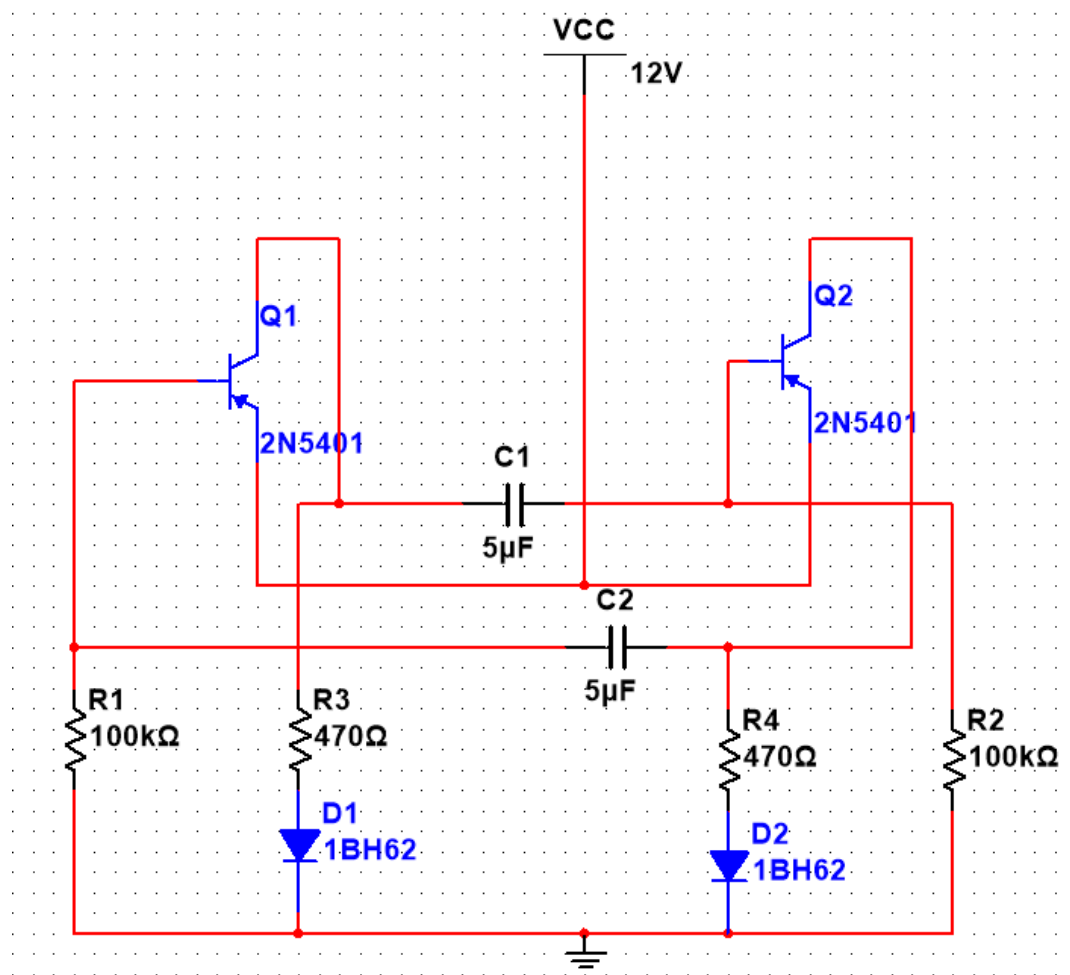 VCC
12V
Q1
2N5401
Q2
2N5401
C1
5µF
C2
5µF
R1
100kΩ
R3
470Ω
R4
470Ω
R2
100kΩ
D1
1BH62
D2
1BH62